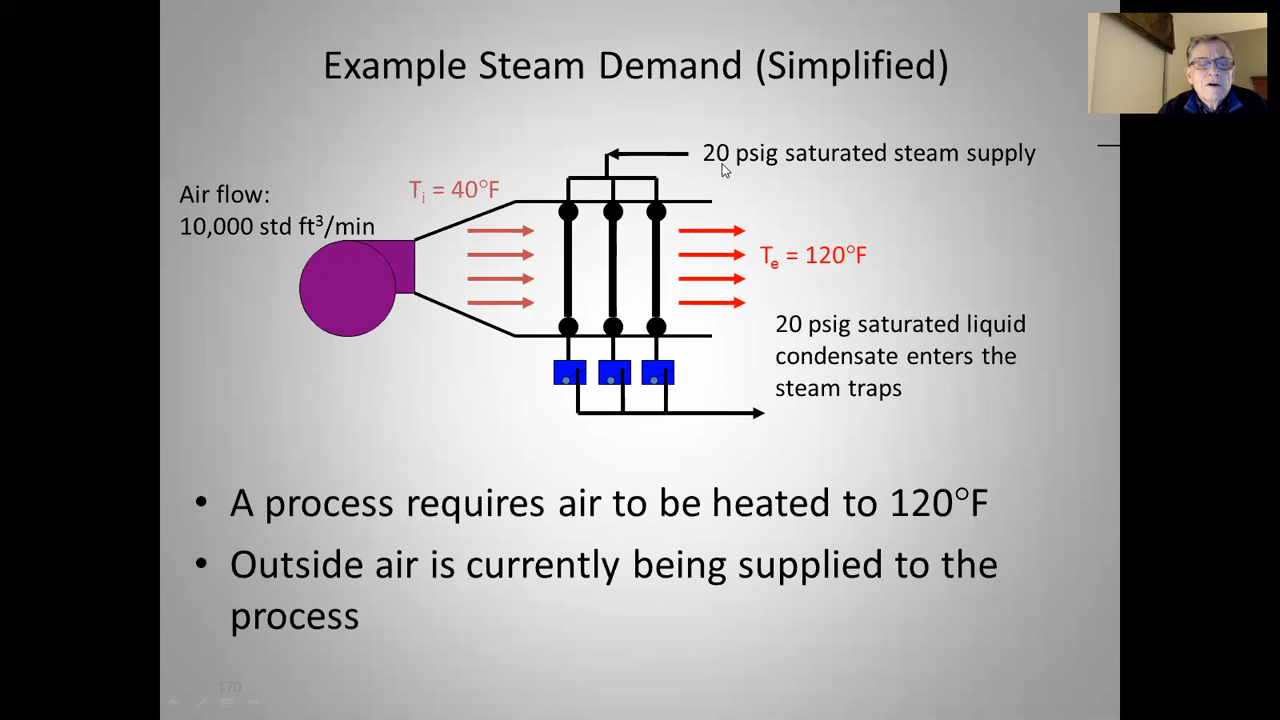 Example Steam Demand (Simplified)
20 psig saturated steam supply
Air flow:
10,000 std ft³/min
Tᵢ = 40°F
Tₑ = 120°F
20 psig saturated liquid
condensate enters the
steam traps
• A process requires air to be heated to 120°F
• Outside air is currently being supplied to the
process
170